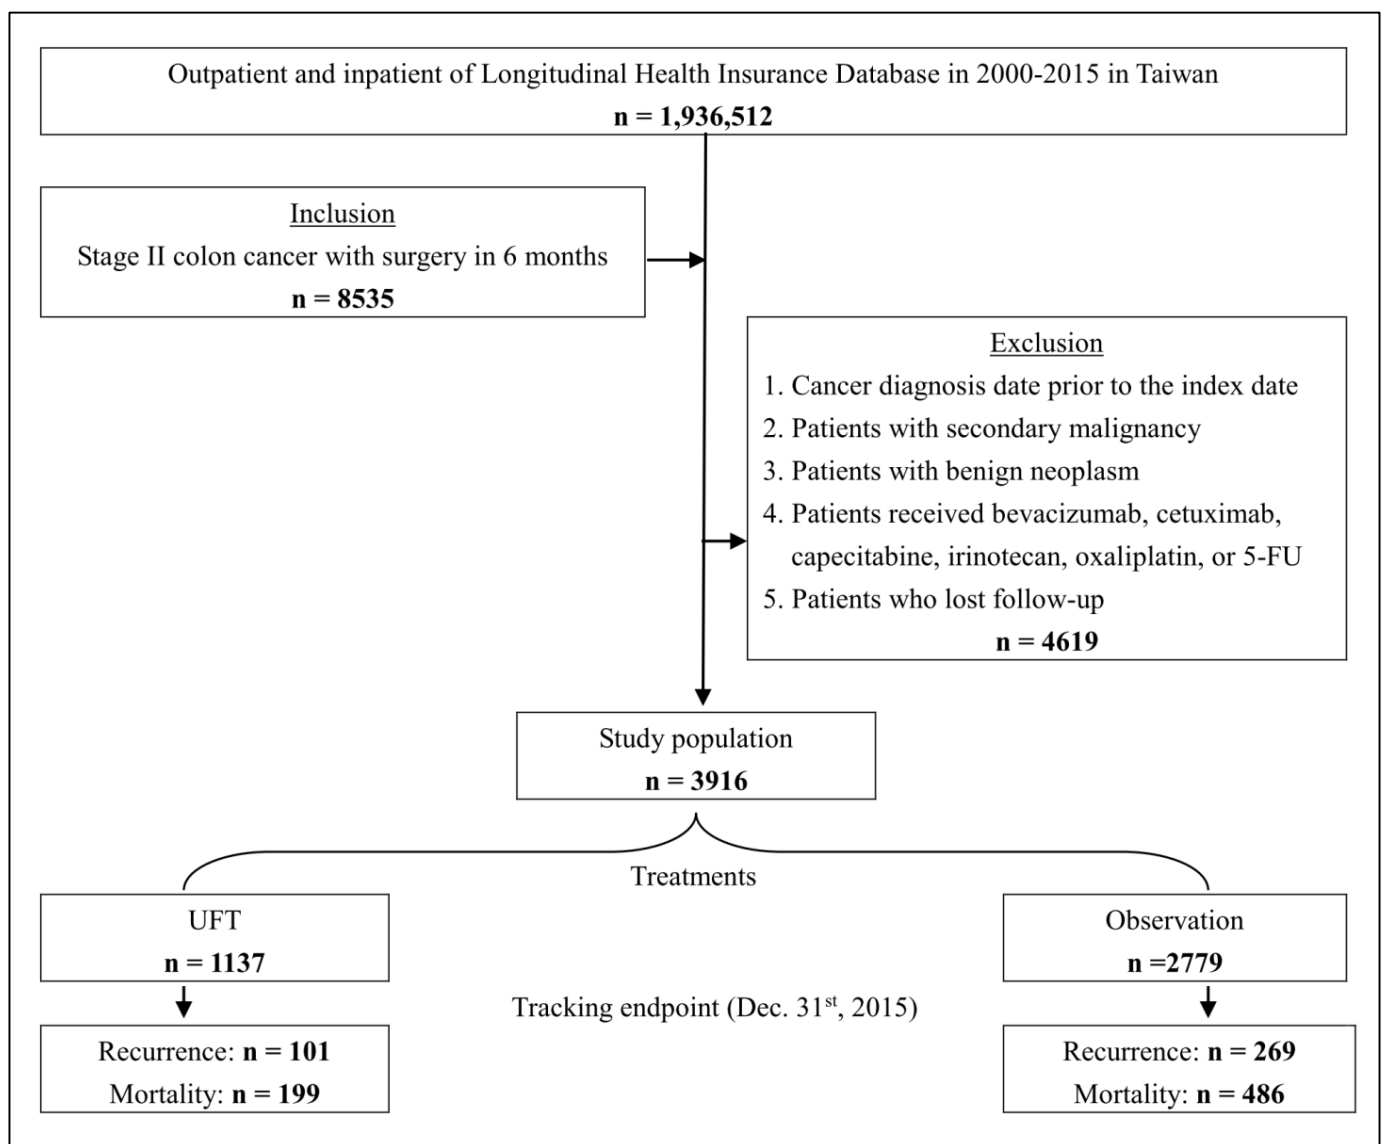 Outpatient and inpatient of Longitudinal Health Insurance Database in 2000-2015 in Taiwan
n = 1,936,512
Inclusion
Stage II colon cancer with surgery in 6 months
n = 8535
Exclusion
1. Cancer diagnosis date prior to the index date
2. Patients with secondary malignancy
3. Patients with benign neoplasm
4. Patients received bevacizumab, cetuximab,
capecitabine, irinotecan, oxaliplatin, or 5-FU
5. Patients who lost follow-up
n = 4619
Study population
n = 3916
Treatments
UFT
n = 1137
Observation
n =2779
Tracking endpoint (Dec. 31st, 2015)
Recurrence: n = 101
Mortality: n = 199
Recurrence: n = 269
Mortality: n = 486